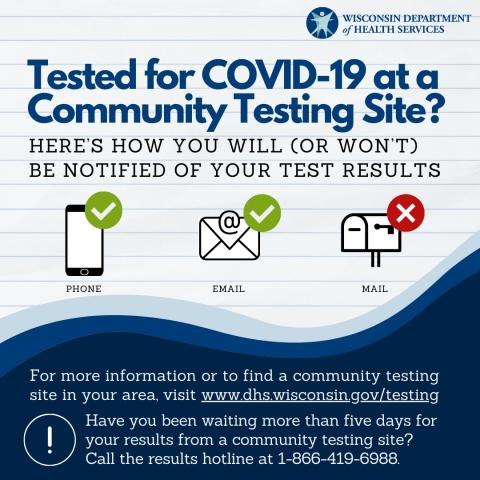 WISCONSIN DEPARTMENT
of HEALTH SERVICES
Tested for COVID-19 at a
Community Testing Site?
HERE'S HOW YOU WILL (OR WON'T)
BE NOTIFIED OF YOUR TEST RESULTS
@
PHONE EMAIL MAIL
For more information or to find a community testing
site in your area, visit www.dhs.wisconsin.gov/testing
! Have you been waiting more than five days for
your results from a community testing site?
Call the results hotline at 1-866-419-6988.